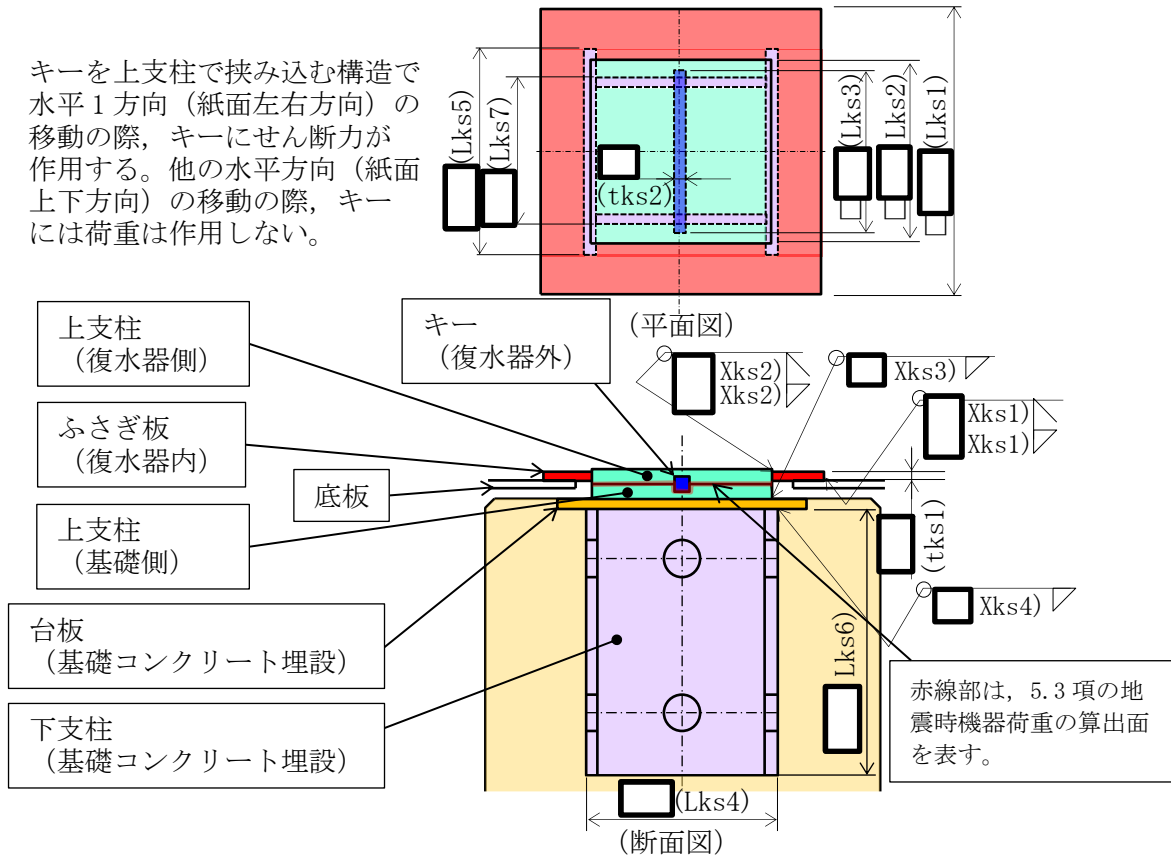 キーを上支柱で挟み込む構造で
水平1方向（紙面左右方向）の
移動の際，キーにせん断力が
作用する。他の水平方向（紙面
上下方向）の移動の際，キー
には荷重は作用しない。
(Lks5)
(Lks7)
(tks2)
(Lks3)
(Lks2)
(Lks1)
（平面図）
上支柱
（復水器側）
キー
（復水器外）
Xks2)
Xks2)
Xks3)
Xks1)
Xks1)
ふさぎ板
（復水器内）
底板
上支柱
（基礎側）
(tks1)
Xks4)
台板
（基礎コンクリート埋設）
Lks6)
赤線部は，5.3項の地
震時機器荷重の算出面
を表す。
下支柱
（基礎コンクリート埋設）
(Lks4)
（断面図）